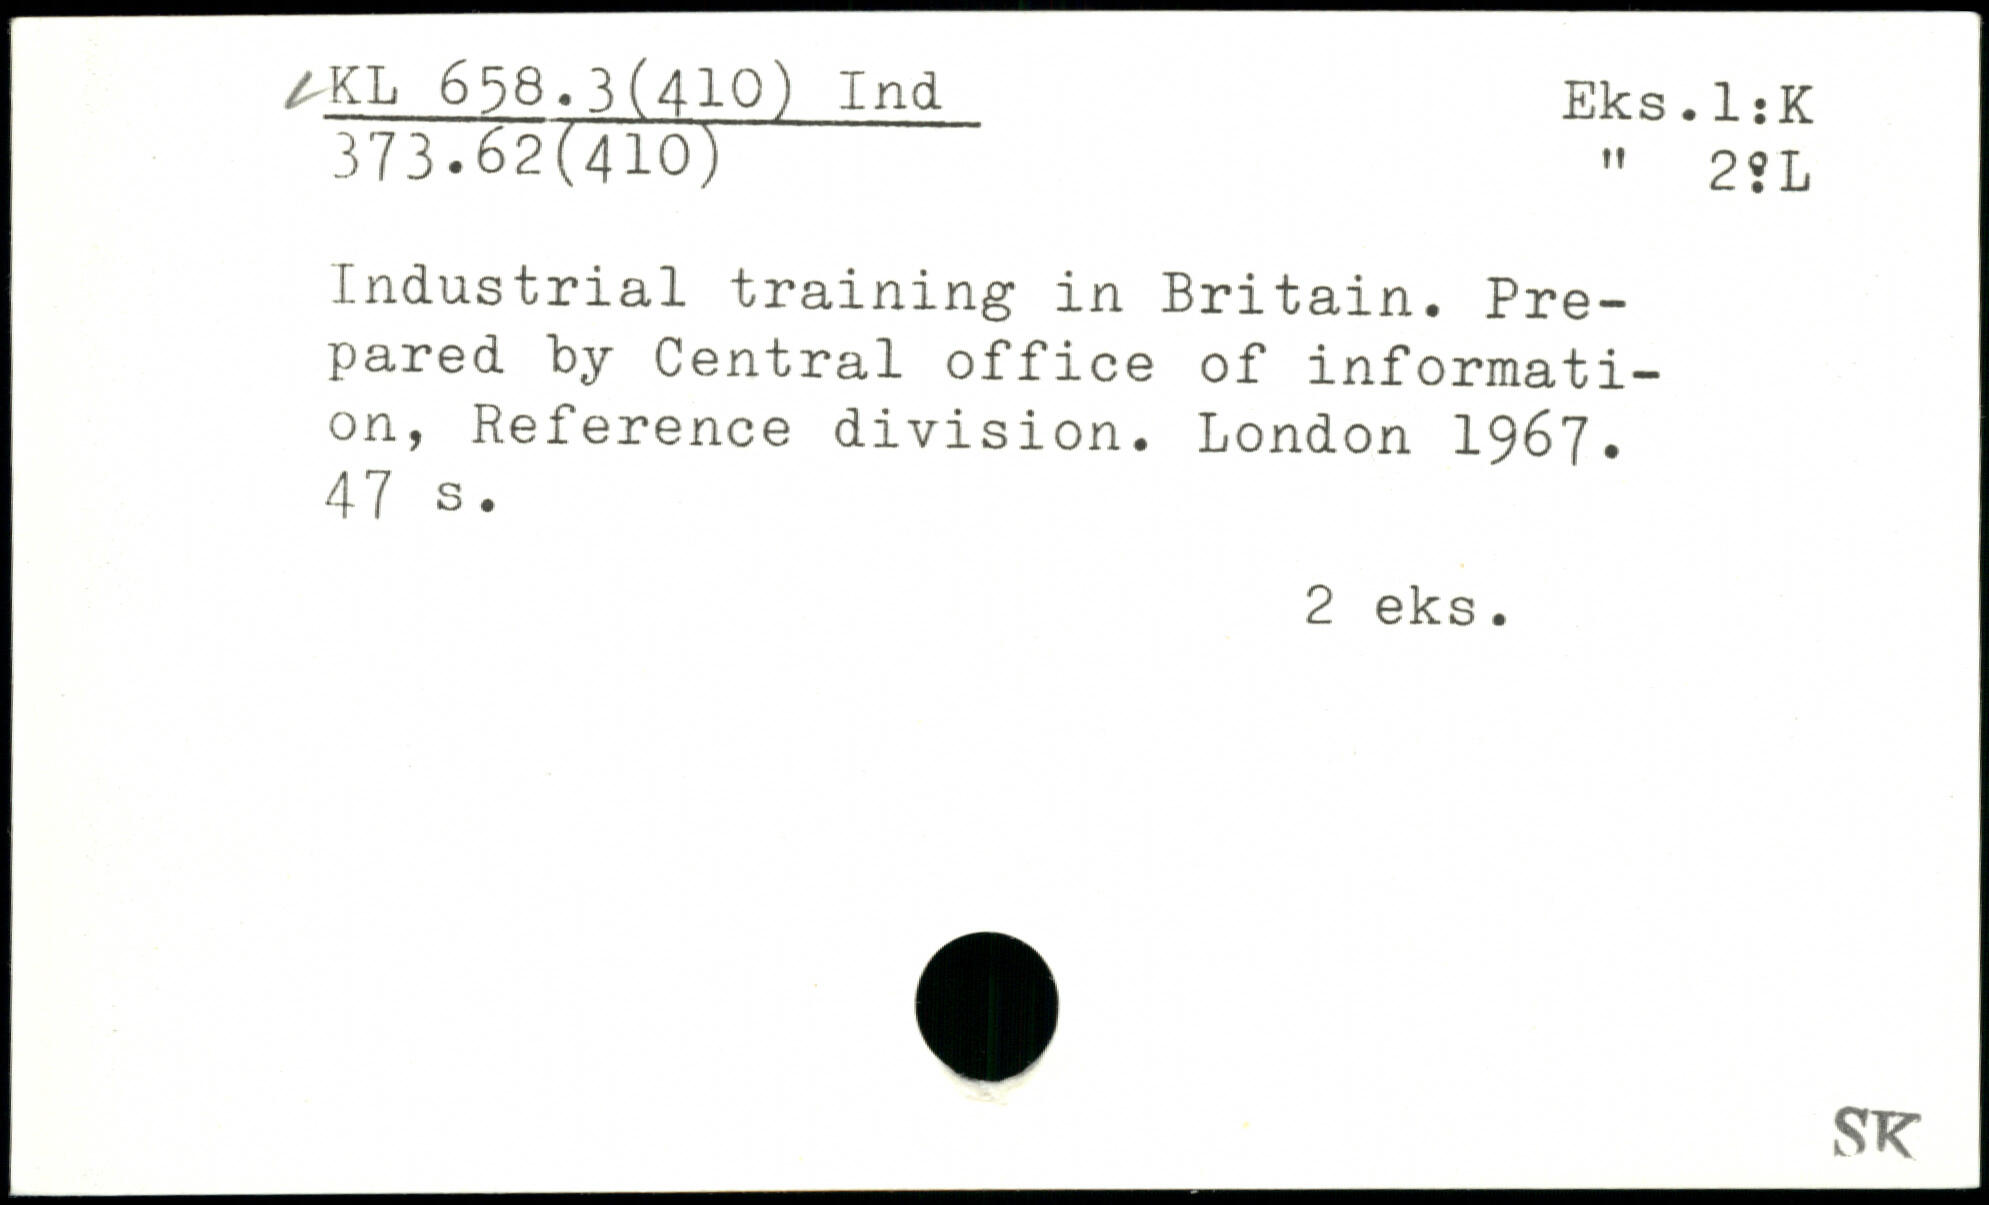 KL 658.3(410) Ind
373.62(410)
Eks.1:K
" 2:L
Industrial training in Britain. Pre-
pared by Central office of informati-
on, Reference division. London 1967.
47 s.
2 eks.
SK